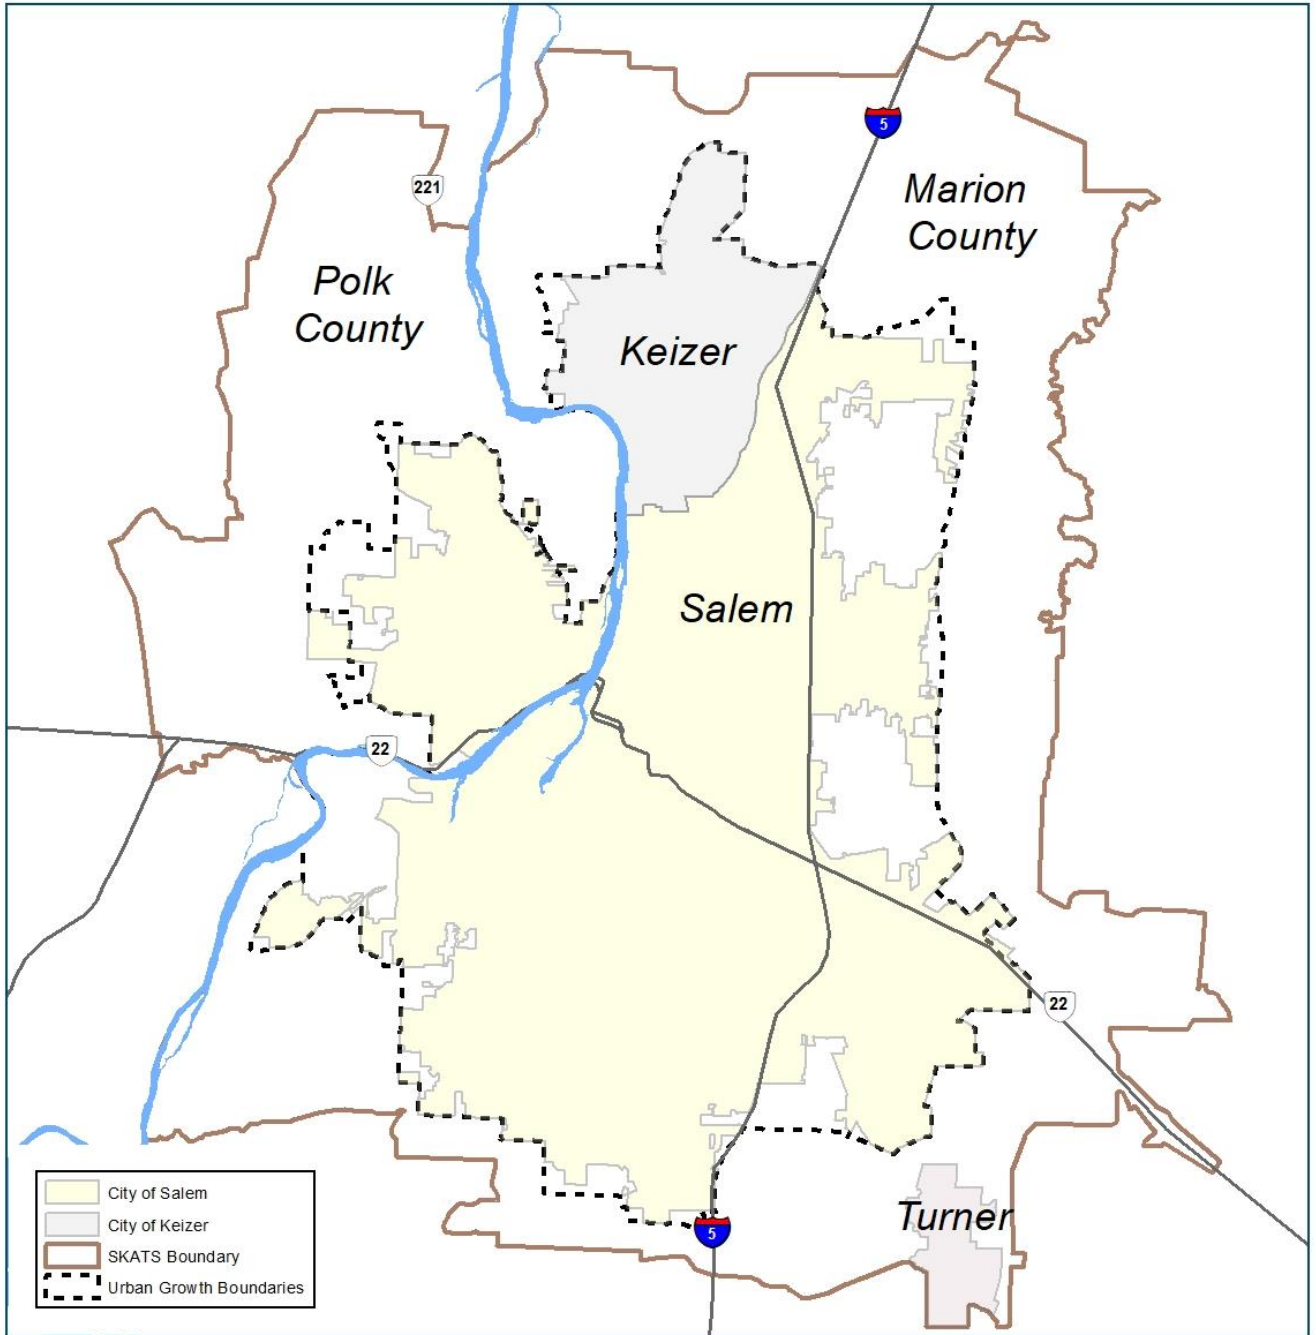 5
Marion
County
221
Polk
County
Keizer
Salem
22
22
Turner
5
City of Salem
City of Keizer
SKATS Boundary
Urban Growth Boundaries